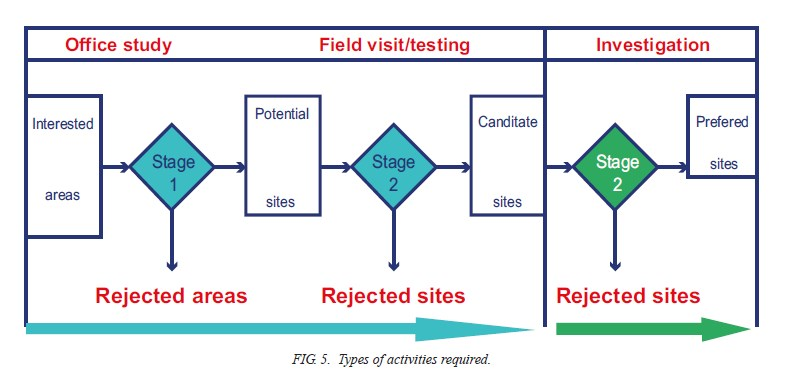 Office study
Field visit/testing
Investigation
Interested
areas
Stage
1
Potential
sites
Stage
2
Canditate
sites
Stage
2
Prefered
sites
Rejected areas
Rejected sites
Rejected sites
FIG. 5. Types of activities required.